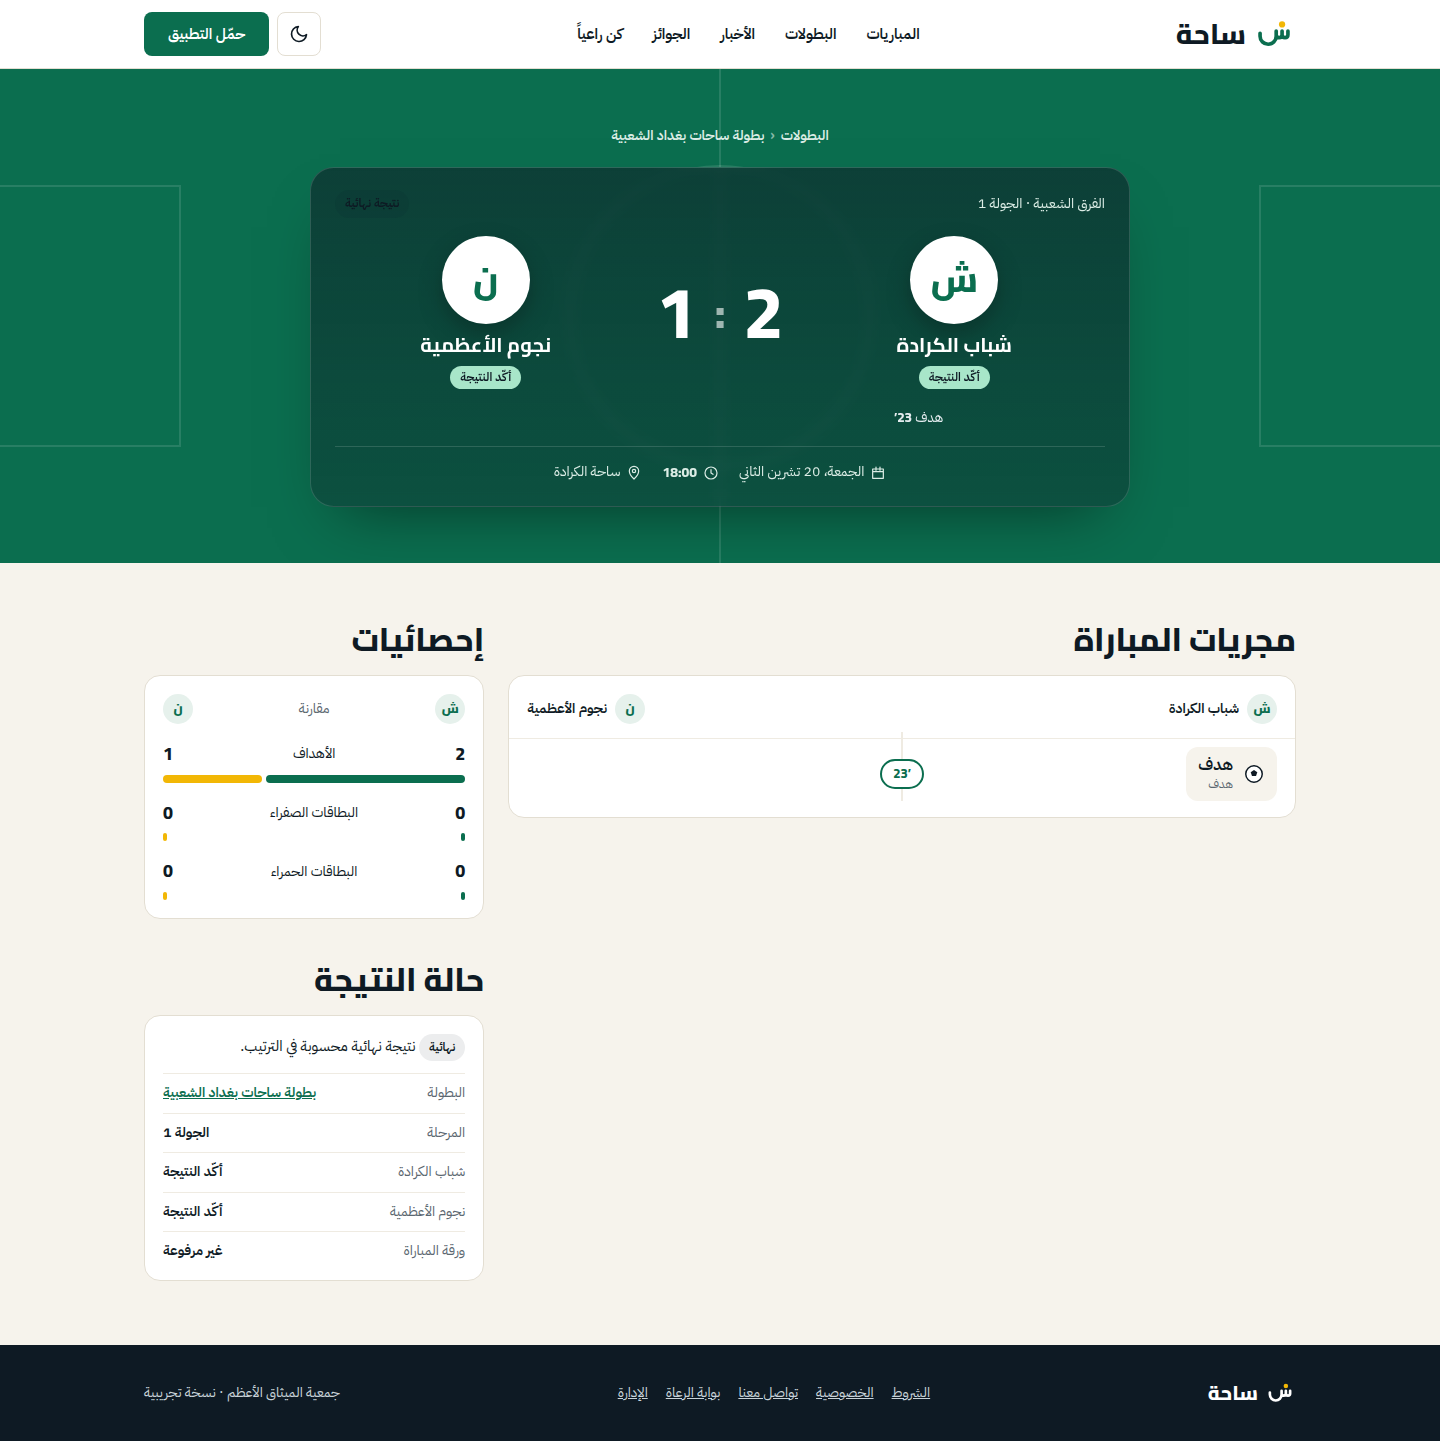 ساحة
المباريات البطولات الأخبار الجوائز كن راعياً
حمّل التطبيق
البطولات ‹ بطولة ساحات بغداد الشعبية
الفرق الشعبية · الجولة 1
نتيجة نهائية
ش
2 : 1
ن
شباب الكرادة
نجوم الأعظمية
أكّد النتيجة
أكّد النتيجة
هدف 23’
الجمعة، 20 تشرين الثاني 18:00 ساحة الكرادة
مجريات المباراة
ش شباب الكرادة
ن نجوم الأعظمية
هدف
هدف
23’
إحصائيات
ش مقارنة ن
2 الأهداف 1
0 البطاقات الصفراء 0
0 البطاقات الحمراء 0
حالة النتيجة
نهائية نتيجة نهائية محسوبة في الترتيب.
البطولة بطولة ساحات بغداد الشعبية
المرحلة الجولة 1
شباب الكرادة أكّد النتيجة
نجوم الأعظمية أكّد النتيجة
ورقة المباراة غير مرفوعة
ساحة
الشروط الخصوصية تواصل معنا بوابة الرعاة الإدارة
جمعية الميثاق الأعظم · نسخة تجريبية